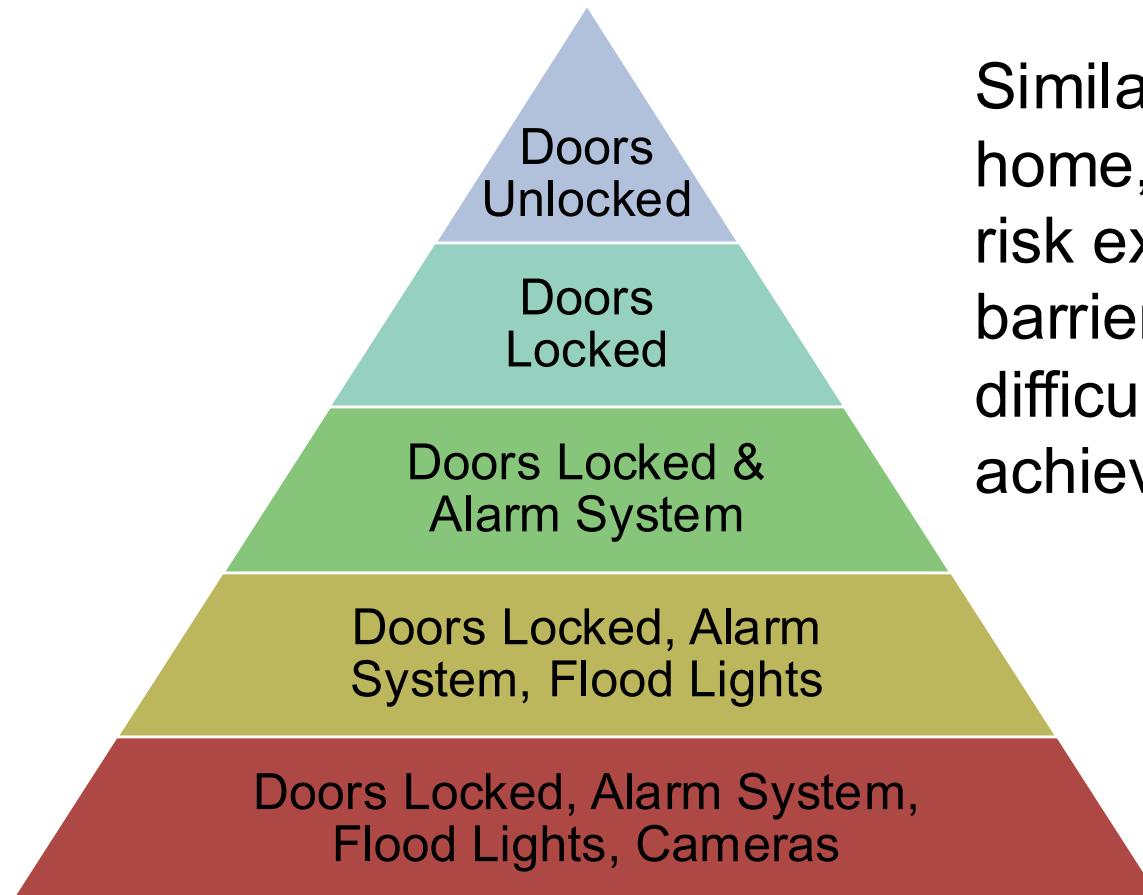 Doors
Unlocked
Doors
Locked
Doors Locked &
Alarm System
Doors Locked, Alarm
System, Flood Lights
Doors Locked, Alarm System,
Flood Lights, Cameras
Simila
home,
risk ex
barrier
difficu
achiev